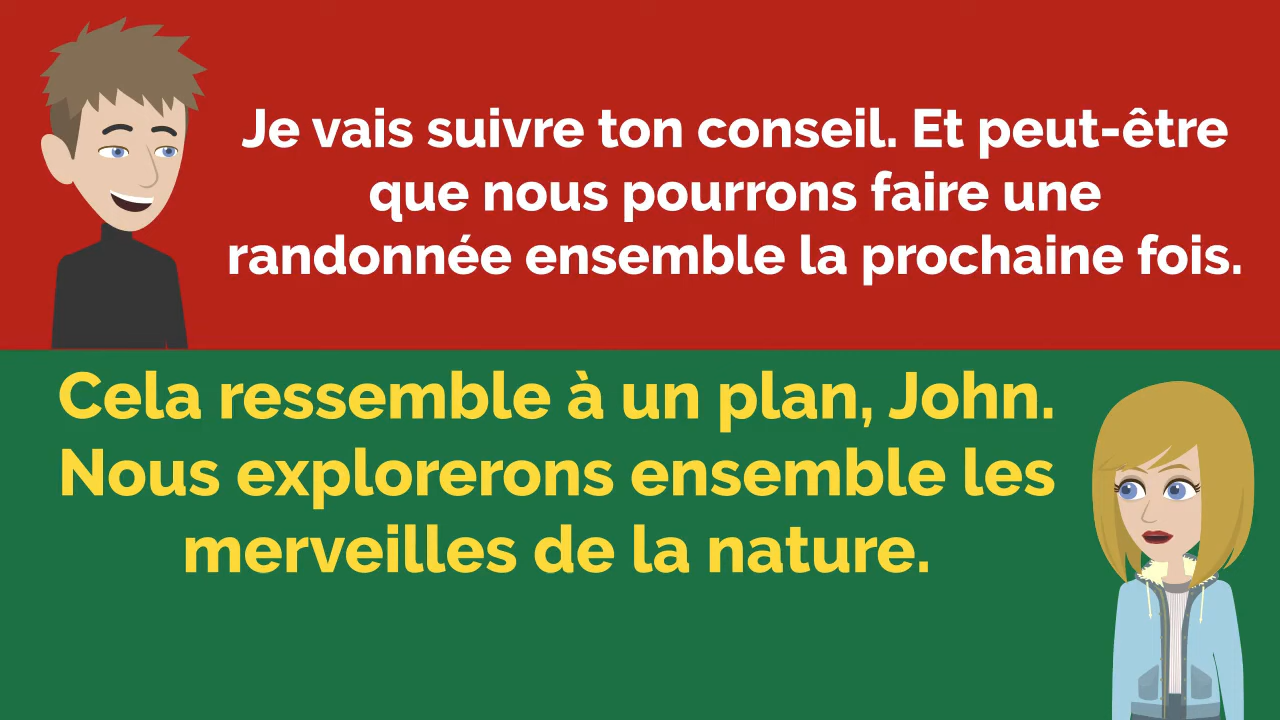 Je vais suivre ton conseil. Et peut-être
que nous pourrons faire une
randonnée ensemble la prochaine fois.
Cela ressemble à un plan, John.
Nous explorerons ensemble les
merveilles de la nature.